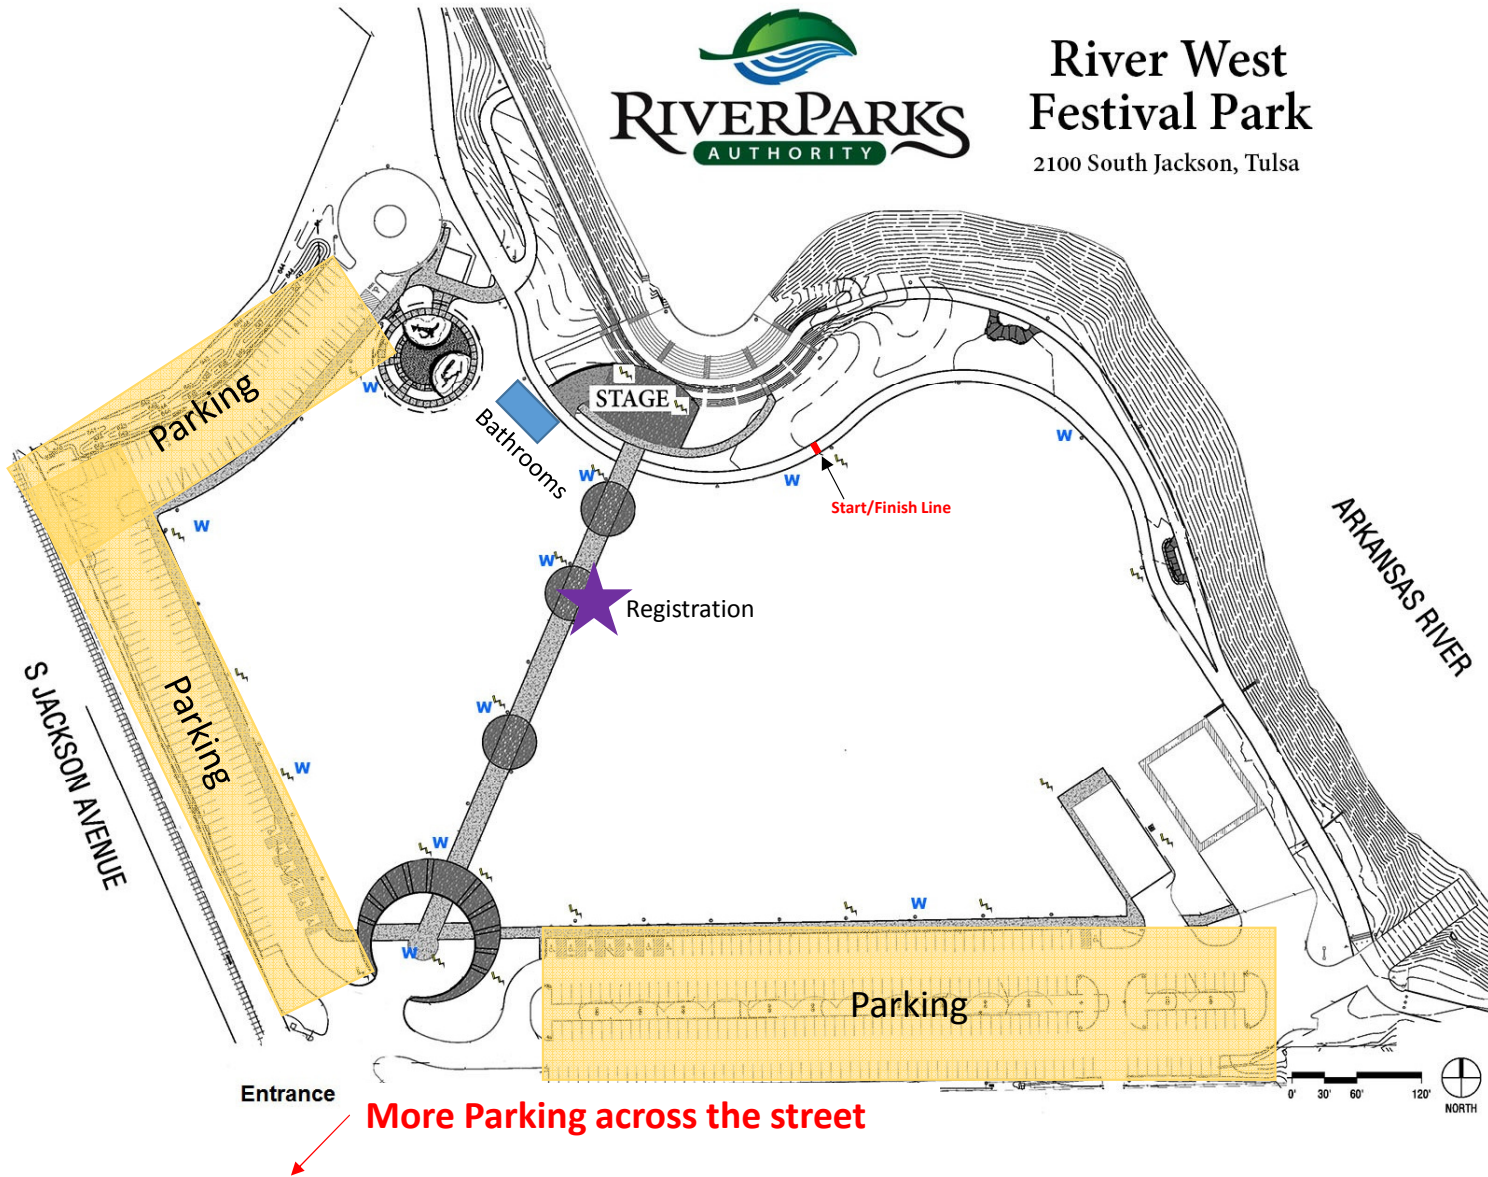 RIVERPARKS
AUTHORITY
River West
Festival Park
2100 South Jackson, Tulsa
Parking
STAGE
Bathrooms
W
W
W
W
Start/Finish Line
W
W
ARKANSAS RIVER
Registration
S JACKSON AVENUE
Parking
W
W
W
W
W
Parking
Entrance
More Parking across the street
0' 30' 60' 120'
NORTH